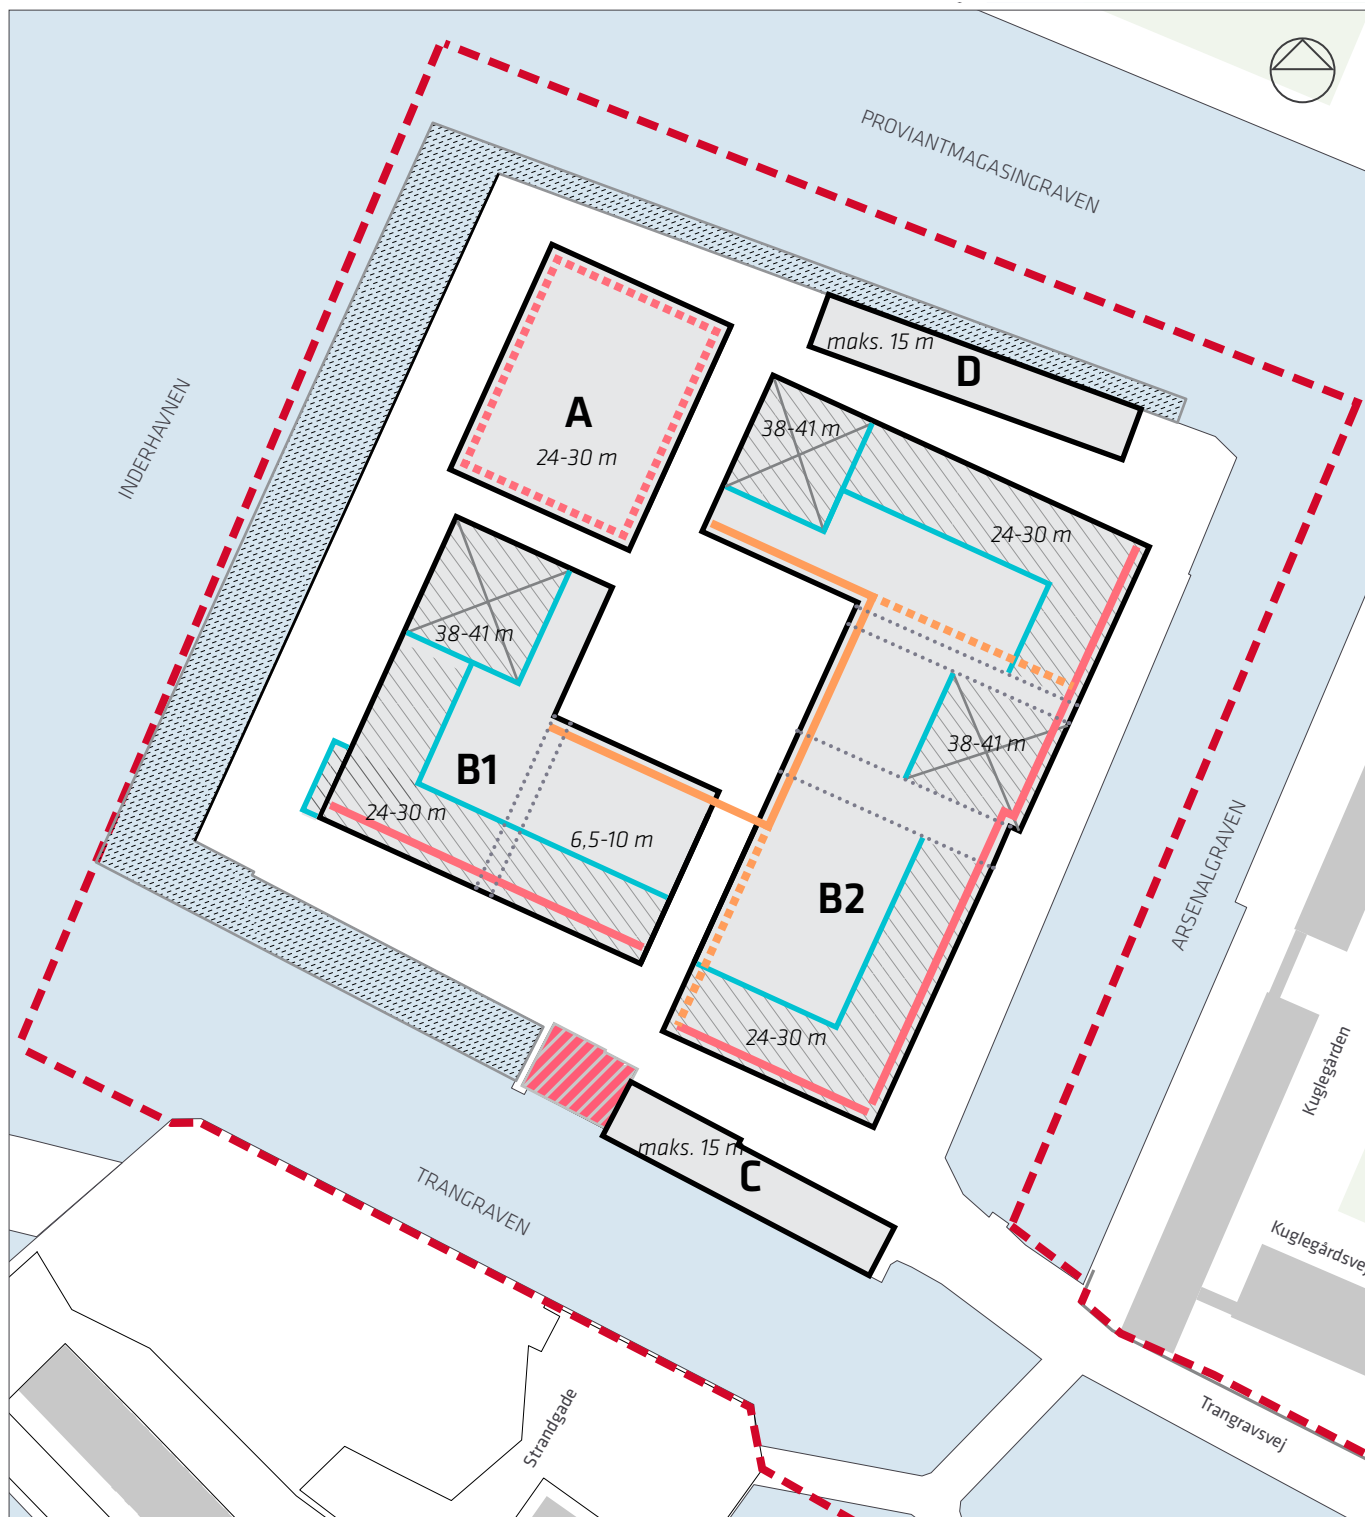 PROVIANTMAGASINGRAVEN
INDERHAVNEN
maks. 15 m
D
A
24-30 m
38-41 m
24-30 m
38-41 m
38-41 m
B1
24-30 m
6,5-10 m
B2
24-30 m
ARSENALGRAVEN
maks. 15 m
C
TRANGRAVEN
Kuglegården
Kuglegårdsvej
Trangravsvej
Strandgade